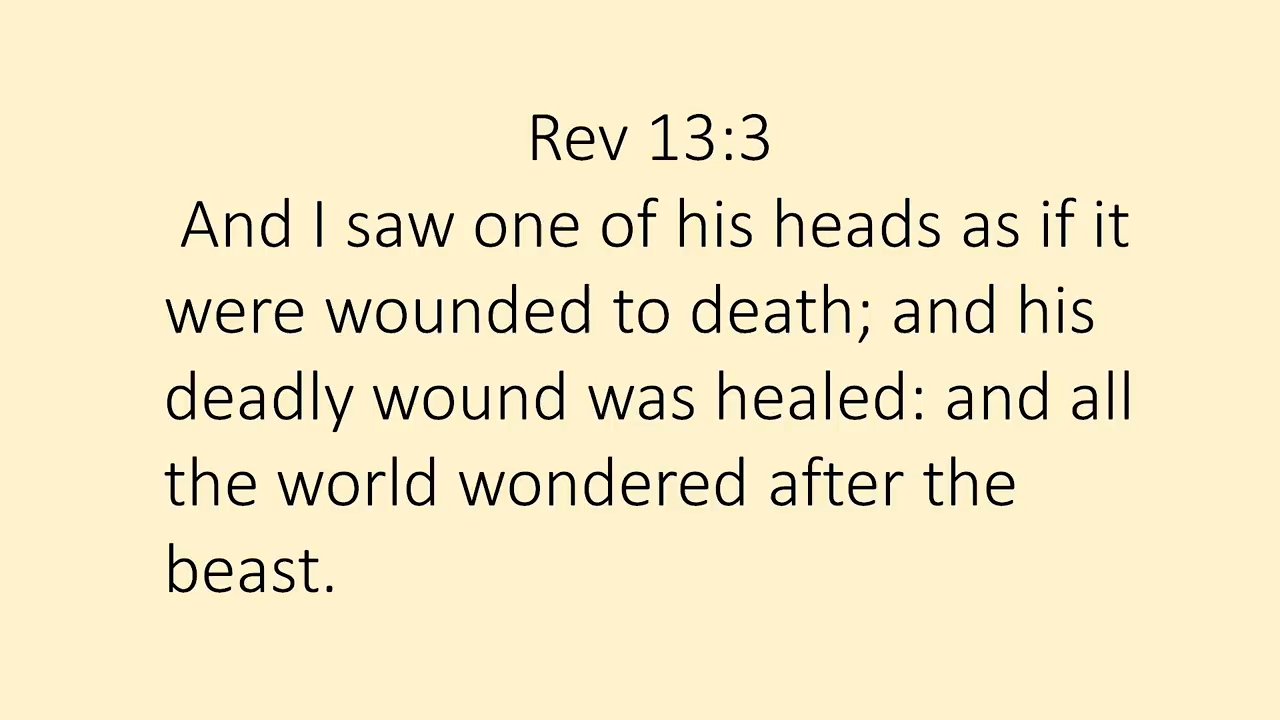 Rev 13:3
And I saw one of his heads as if it
were wounded to death; and his
deadly wound was healed: and all
the world wondered after the
beast.